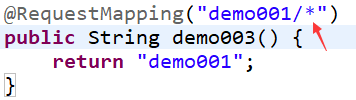 @RequestMapping("demo001/*")
public String demo003() {
    return "demo001";
}